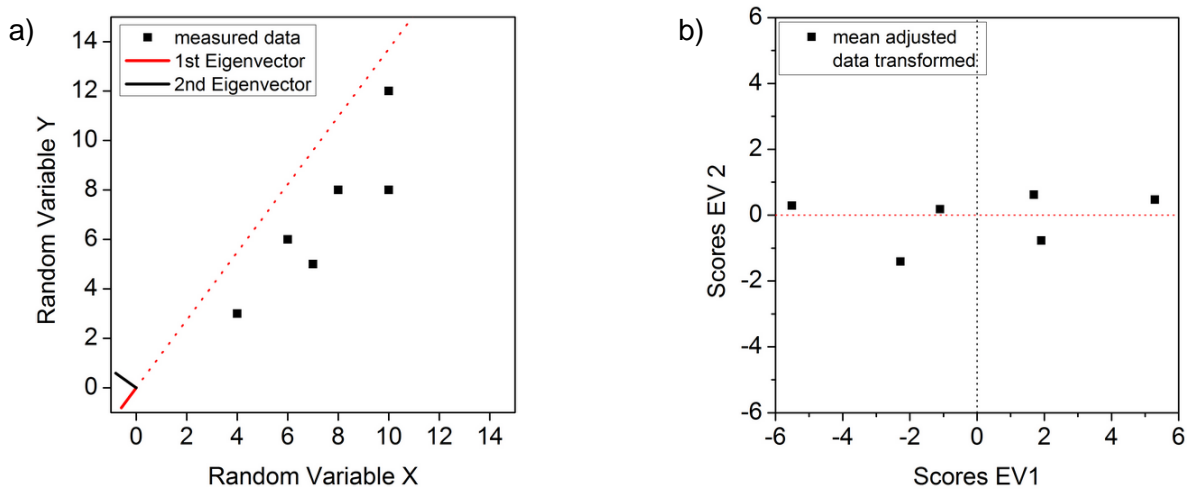 a)
measured data
1st Eigenvector
2nd Eigenvector
Random Variable Y
14
12
10
8
6
4
2
0
0 2 4 6 8 10 12 14
Random Variable X
b)
mean adjusted
data transformed
Scores EV 2
6
4
2
0
-2
-4
-6
-6 -4 -2 0 2 4 6
Scores EV1